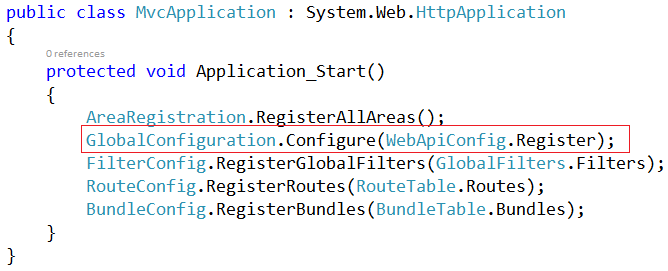 public class MvcApplication : System.Web.HttpApplication
{
0 references
protected void Application_Start()
{
AreaRegistration.RegisterAllAreas();
GlobalConfiguration.Configure(WebApiConfig.Register);
FilterConfig.RegisterGlobalFilters(GlobalFilters.Filters);
RouteConfig.RegisterRoutes(RouteTable.Routes);
BundleConfig.RegisterBundles(BundleTable.Bundles);
}
}